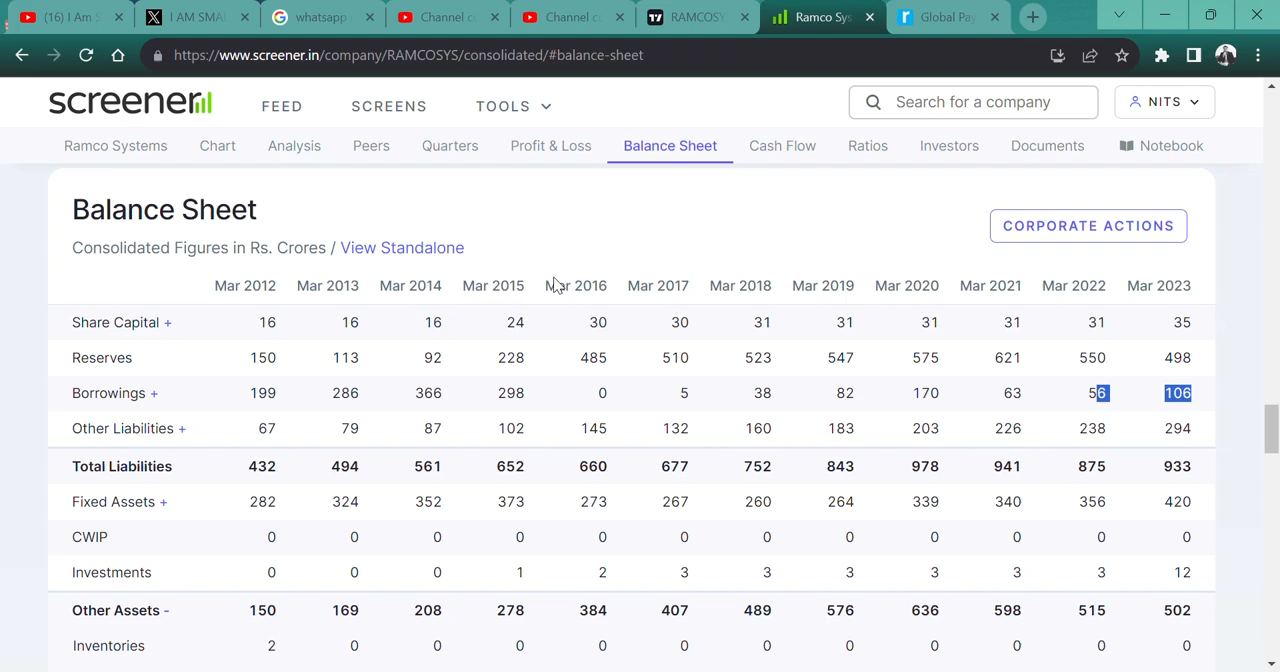 (16) I Am S
I AM SMA
whatsapp
Channel c
Channel c
RAMCOSY
Ramco Sys
Global Pay
https://www.screener.in/company/RAMCOSYS/consolidated/#balance-sheet
screener
FEED
SCREENS
TOOLS
Search for a company
NITS
Ramco Systems
Chart
Analysis
Peers
Quarters
Profit & Loss
Balance Sheet
Cash Flow
Ratios
Investors
Documents
Notebook
Balance Sheet
CORPORATE ACTIONS
Consolidated Figures in Rs. Crores / View Standalone
Mar 2012 Mar 2013 Mar 2014 Mar 2015 Mar 2016 Mar 2017 Mar 2018 Mar 2019 Mar 2020 Mar 2021 Mar 2022 Mar 2023
Share Capital + 16 16 16 24 30 30 31 31 31 31 31 35
Reserves 150 113 92 228 485 510 523 547 575 621 550 498
Borrowings + 199 286 366 298 0 5 38 82 170 63 56 106
Other Liabilities + 67 79 87 102 145 132 160 183 203 226 238 294
Total Liabilities 432 494 561 652 660 677 752 843 978 941 875 933
Fixed Assets + 282 324 352 373 273 267 260 264 339 340 356 420
CWIP 0 0 0 0 0 0 0 0 0 0 0 0
Investments 0 0 0 1 2 3 3 3 3 3 3 12
Other Assets - 150 169 208 278 384 407 489 576 636 598 515 502
Inventories 2 0 0 0 0 0 0 0 0 0 0 0